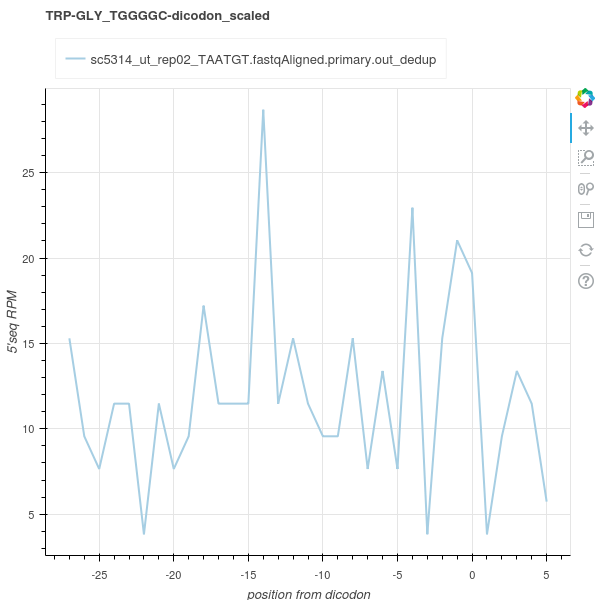 TRP-GLY_TGGGGC-dicodon_scaled
sc5314_ut_rep02_TAATGT.fastqAligned.primary.out_dedup
25
20
15
10
5
5'seq RPM
-25 -20 -15 -10 -5 0 5
position from dicodon